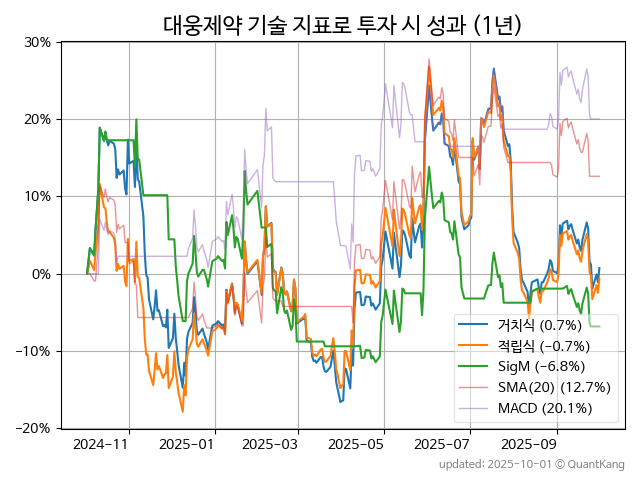 대웅제약 기술 지표로 투자 시 성과 (1년)
30%
20%
10%
0%
−10%
−20%
2024-11
2025-01
2025-03
2025-05
2025-07
2025-09
거치식 (0.7%)
적립식 (−0.7%)
SigM (−6.8%)
SMA(20) (12.7%)
MACD (20.1%)
updated: 2025-10-01 © QuantKang